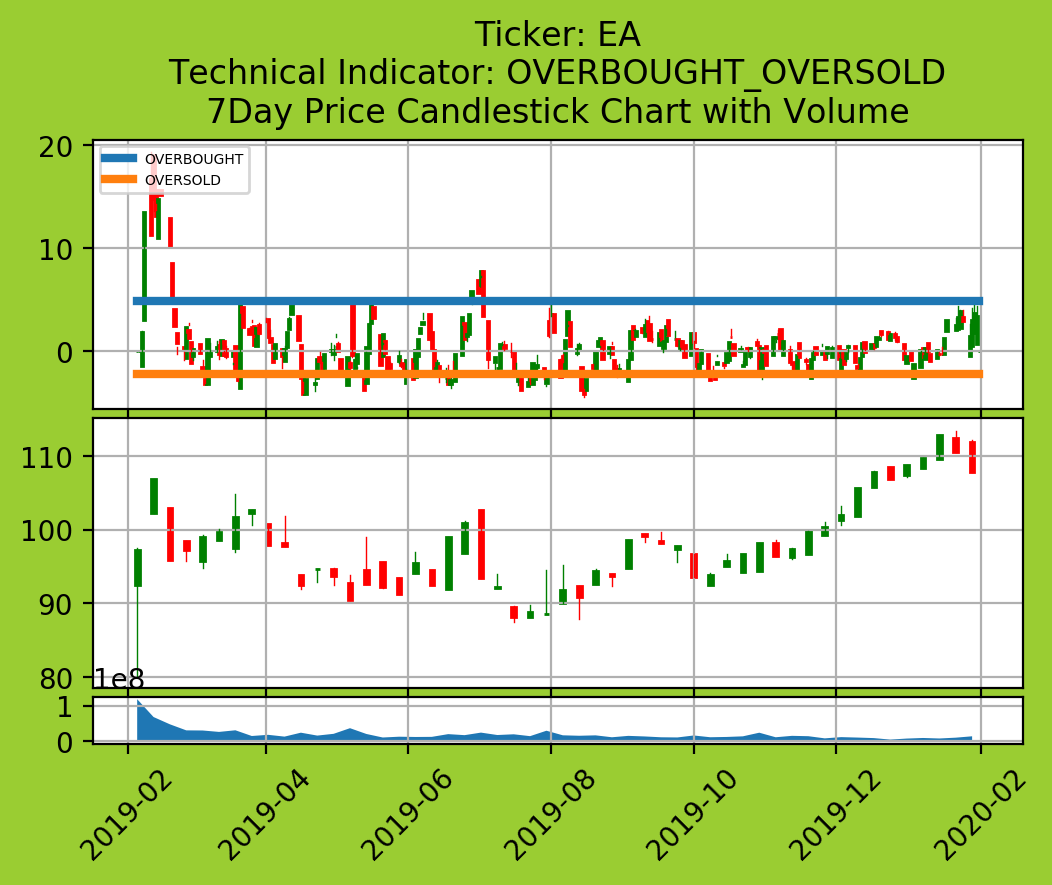 Ticker: EA
Technical Indicator: OVERBOUGHT_OVERSOLD
7Day Price Candlestick Chart with Volume
20
10
0
OVERBOUGHT
OVERSOLD
110
100
90
80
1e8
1
0
2019-02
2019-04
2019-06
2019-08
2019-10
2019-12
2020-02